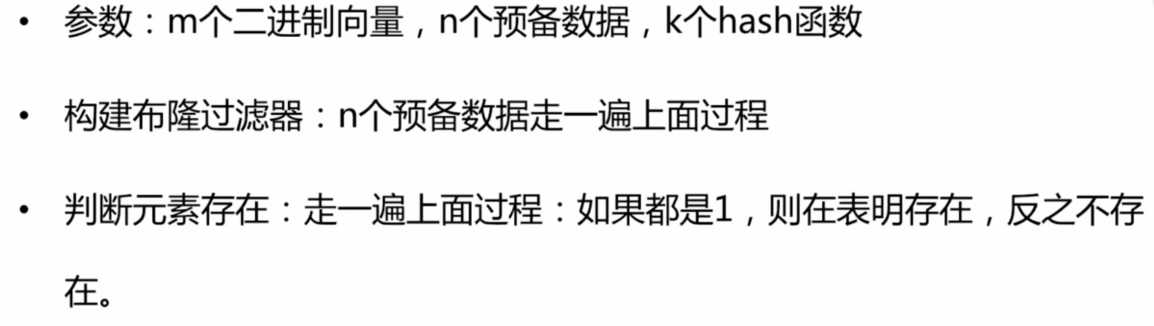 • 参数：m个二进制向量，n个预备数据，k个hash函数
• 构建布隆过滤器：n个预备数据走一遍上面过程
• 判断元素存在：走一遍上面过程：如果都是1，则在表明存在，反之不存
在。